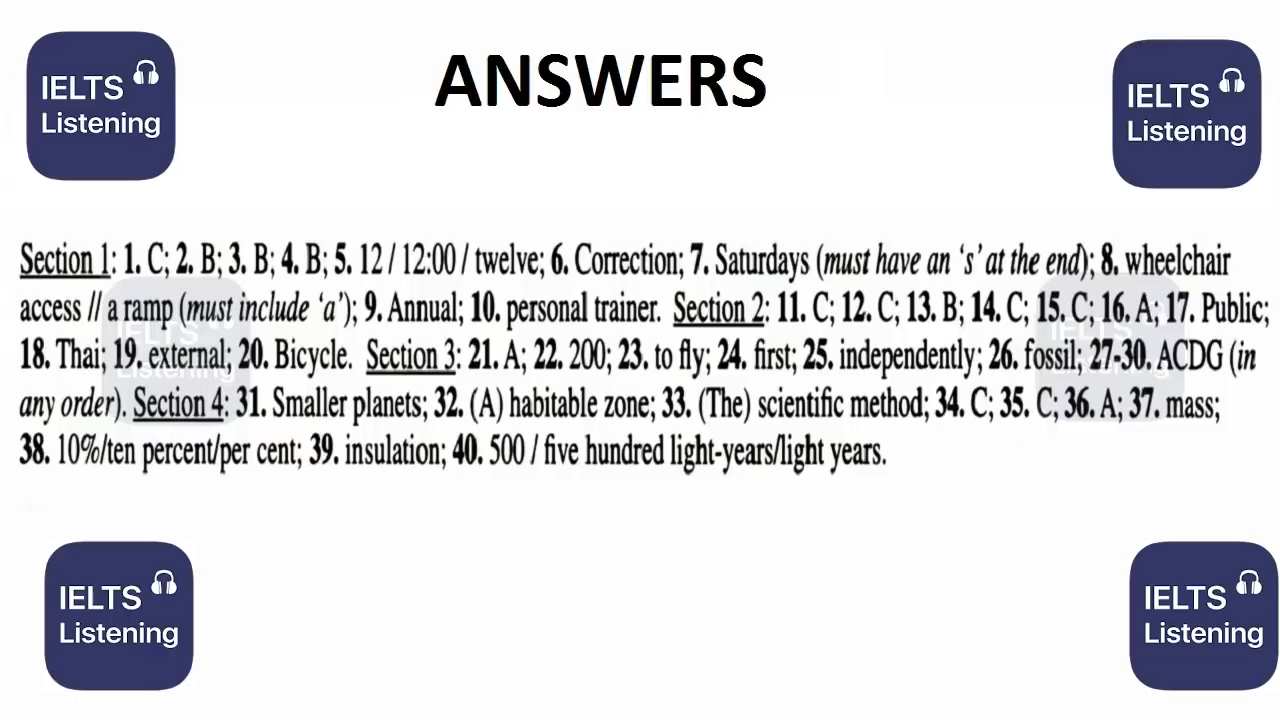 IELTS
Listening
ANSWERS
IELTS
Listening
Section 1: 1. C; 2. B; 3. B; 4. B; 5. 12 / 12:00 / twelve; 6. Correction; 7. Saturdays (must have an ‘s’ at the end); 8. wheelchair
access // a ramp (must include ‘a’); 9. Annual; 10. personal trainer. Section 2: 11. C; 12. C; 13. B; 14. C; 15. C; 16. A; 17. Public;
18. Thai; 19. external; 20. Bicycle. Section 3: 21. A; 22. 200; 23. to fly; 24. first; 25. independently; 26. fossil; 27-30. ACDG (in
any order). Section 4: 31. Smaller planets; 32. (A) habitable zone; 33. (The) scientific method; 34. C; 35. C; 36. A; 37. mass;
38. 10%/ten percent/per cent; 39. insulation; 40. 500 / five hundred light-years/light years.
IELTS
Listening
IELTS
Listening